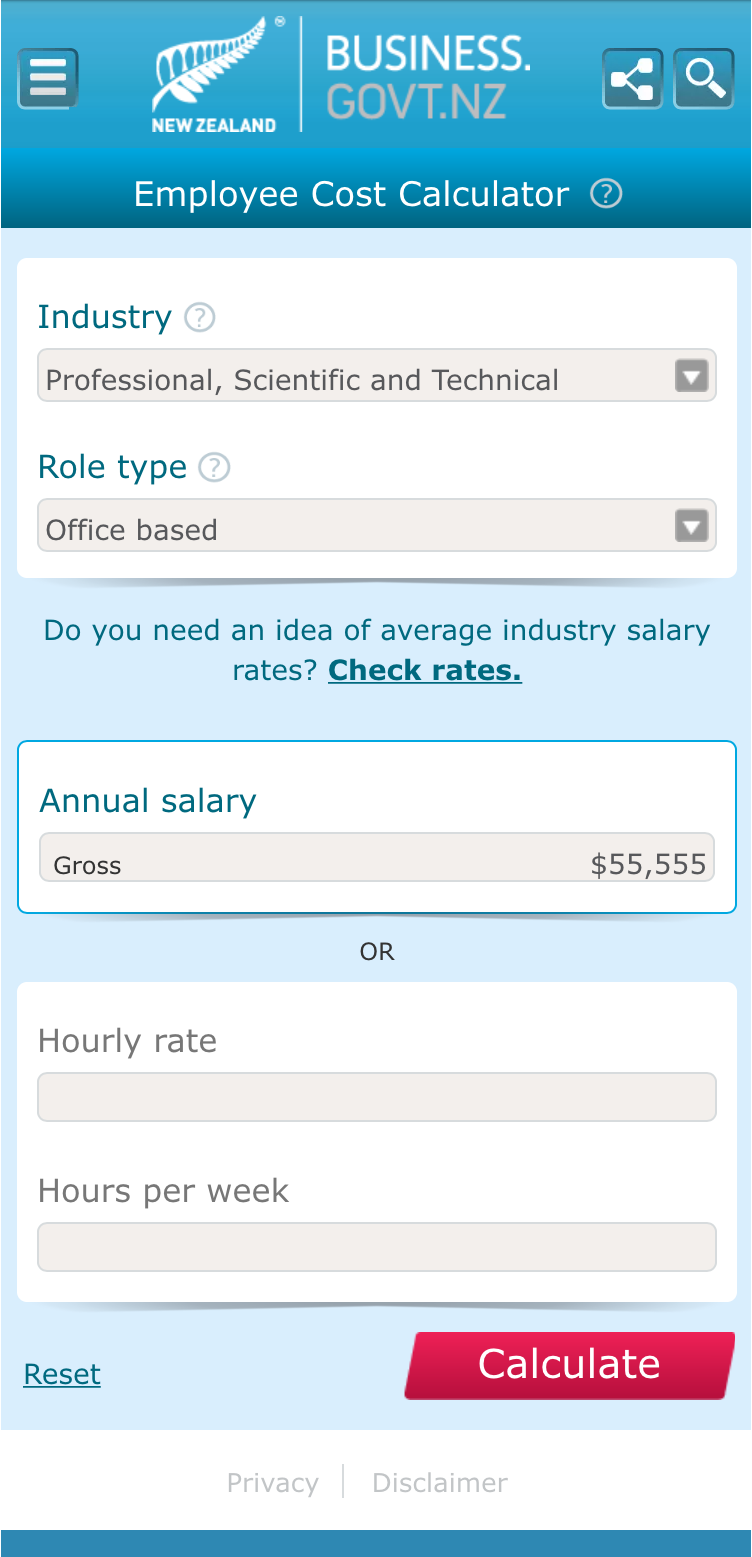 NEW ZEALAND
BUSINESS.
GOVT.NZ
Employee Cost Calculator ?
Industry ?
Professional, Scientific and Technical
Role type ?
Office based
Do you need an idea of average industry salary
rates? Check rates.
Annual salary
Gross $55,555
OR
Hourly rate
Hours per week
Reset
Calculate
Privacy
Disclaimer